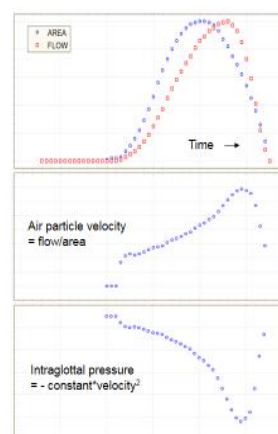 AREA
FLOW
Time →
Air particle velocity
= flow/area
Intraglottal pressure
= - constant*velocity²